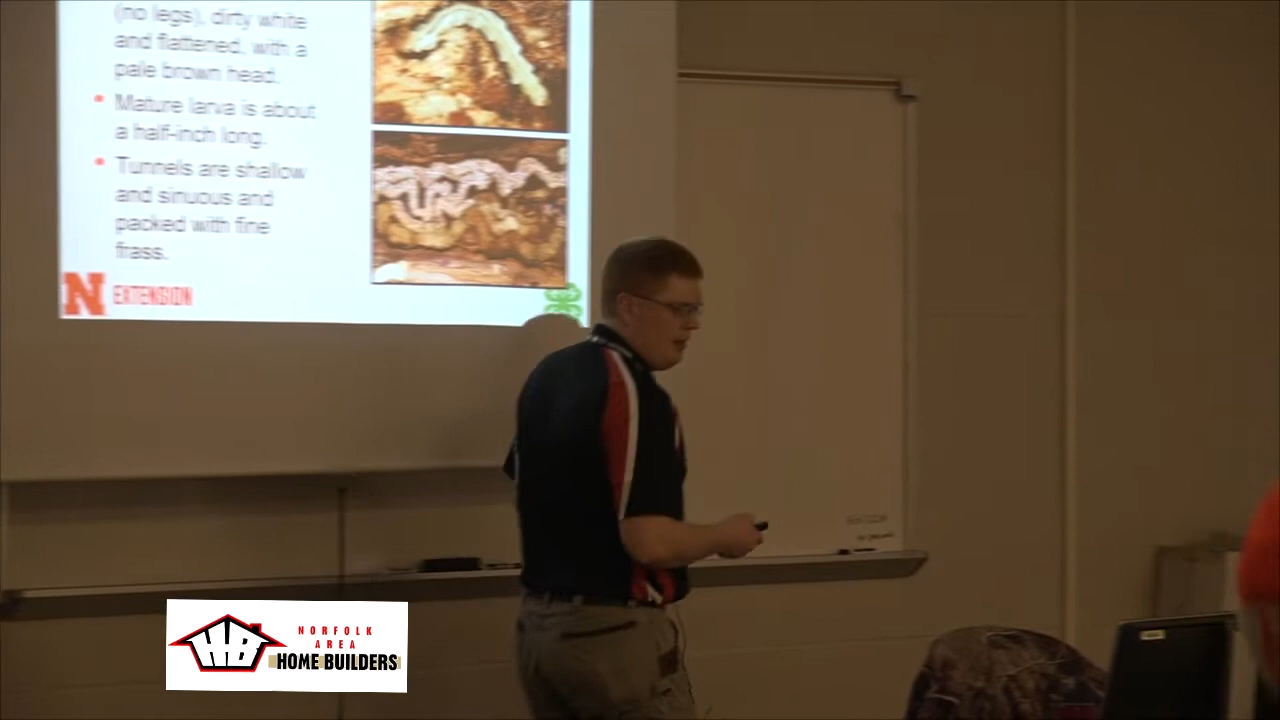 (no legs), dirty white
and flattened, with a
pale brown head.
Mature larva is about
a half-inch long.
Tunnels are shallow
and sinuous and
packed with fine
frass.
N EXTENSION
HB
NORFOLK
AREA
HOME BUILDERS